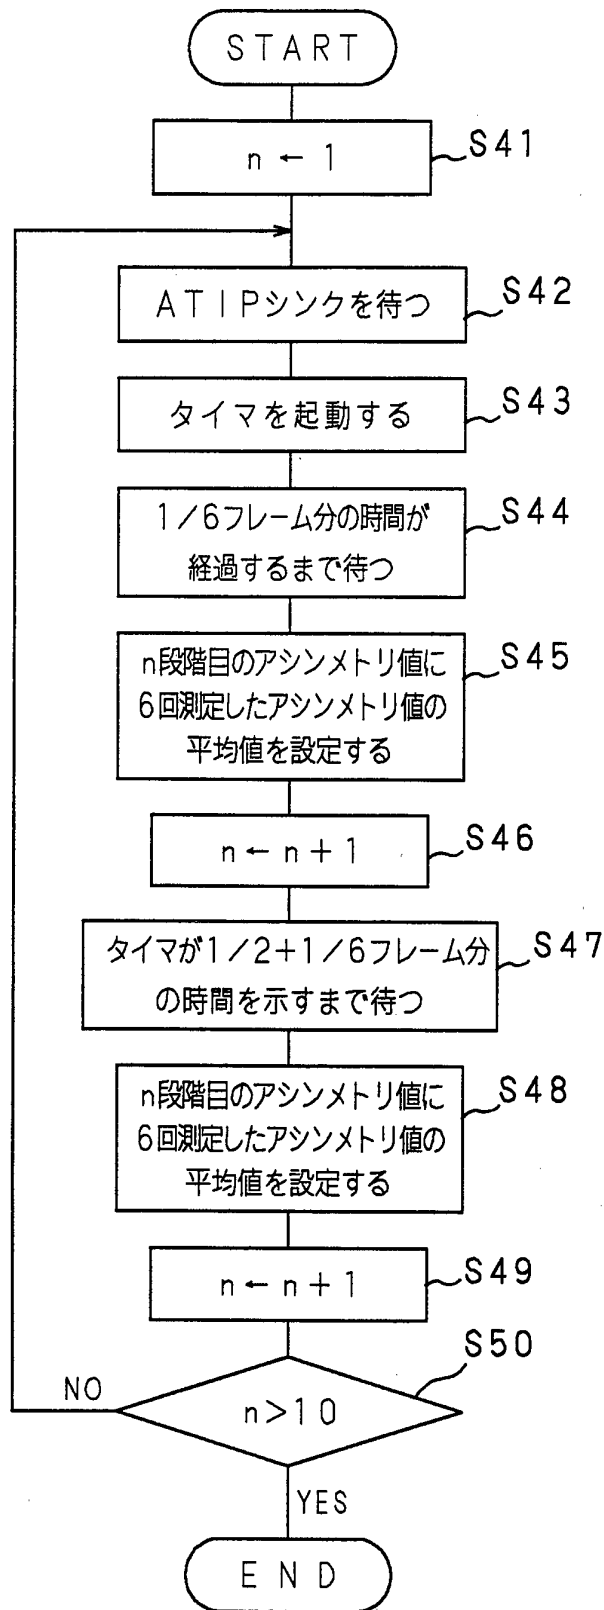 START
n ← 1
S41
ATIPシンクを待つ
S42
タイマを起動する
S43
1/6フレーム分の時間が
経過するまで待つ
S44
n段階目のアシンメトリ値に
6回測定したアシンメトリ値の
平均値を設定する
S45
n ← n + 1
S46
タイマが1/2+1/6フレーム分
の時間を示すまで待つ
S47
n段階目のアシンメトリ値に
6回測定したアシンメトリ値の
平均値を設定する
S48
n ← n + 1
S49
S50
NO
n>10
YES
END